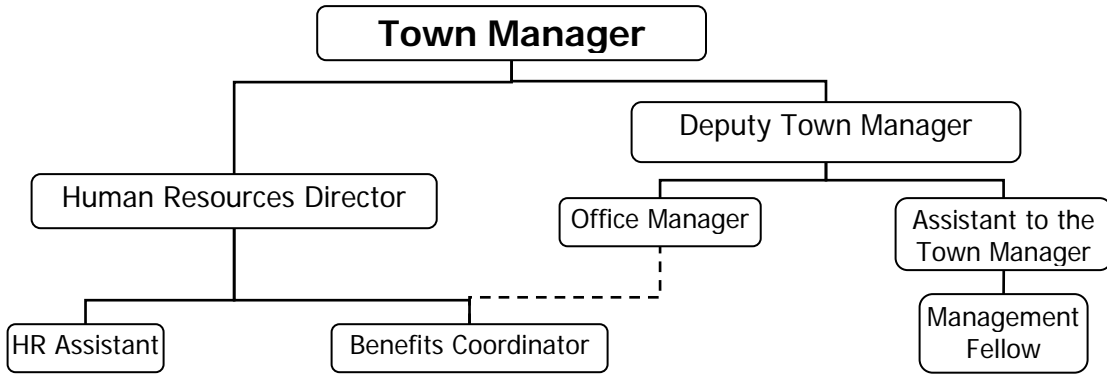 Town Manager
Deputy Town Manager
Human Resources Director
Office Manager
Assistant to the
Town Manager
HR Assistant
Benefits Coordinator
Management
Fellow